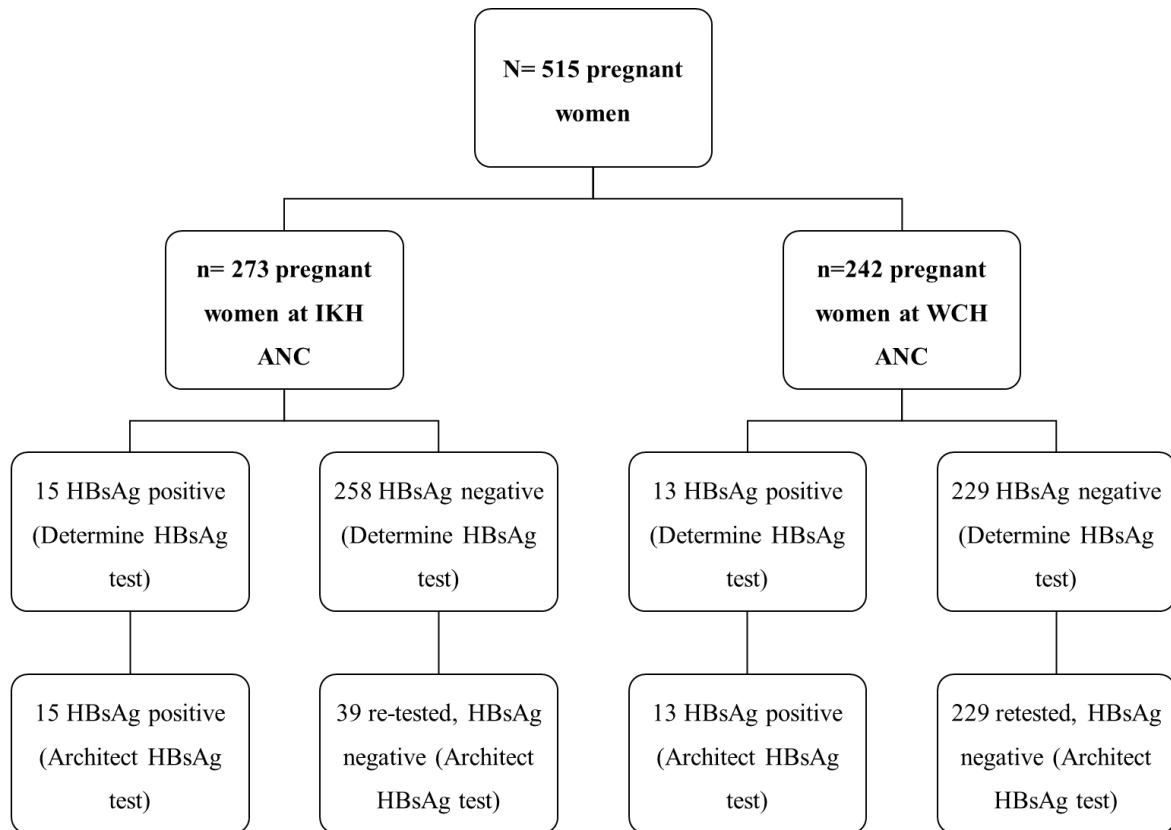 N= 515 pregnant
women
n= 273 pregnant
women at IKH
ANC
n=242 pregnant
women at WCH
ANC
15 HBsAg positive
(Determine HBsAg
test)
258 HBsAg negative
(Determine HBsAg
test)
13 HBsAg positive
(Determine HBsAg
test)
229 HBsAg negative
(Determine HBsAg
test)
15 HBsAg positive
(Architect HBsAg
test)
39 re-tested, HBsAg
negative (Architect
HBsAg test)
13 HBsAg positive
(Architect HBsAg
test)
229 retested, HBsAg
negative (Architect
HBsAg test)